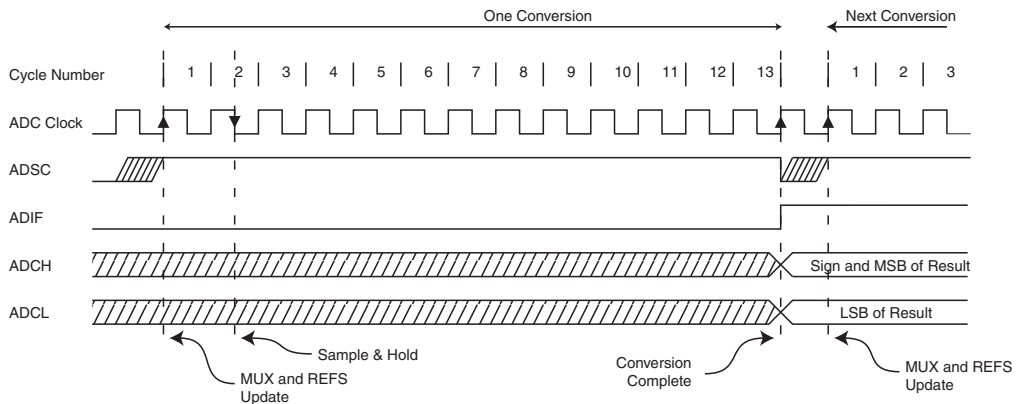 One Conversion
Next Conversion
Cycle Number 1 2 3 4 5 6 7 8 9 10 11 12 13 1 2 3
ADC Clock
ADSC
ADIF
ADCH
Sign and MSB of Result
ADCL
LSB of Result
Sample & Hold
MUX and REFS
Update
Conversion
Complete
MUX and REFS
Update